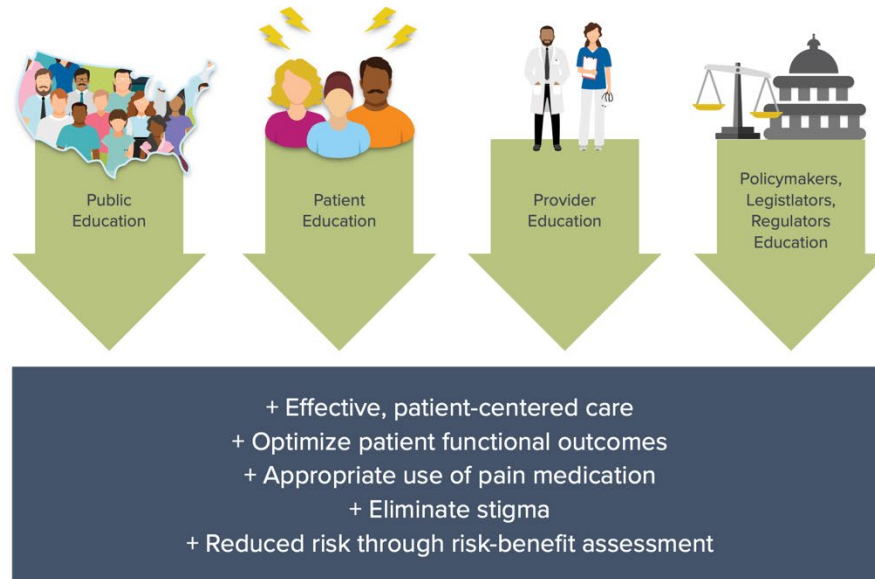 Public
Education
Patient
Education
Provider
Education
Policymakers,
Legistlators,
Regulators
Education
+ Effective, patient-centered care
+ Optimize patient functional outcomes
+ Appropriate use of pain medication
+ Eliminate stigma
+ Reduced risk through risk-benefit assessment